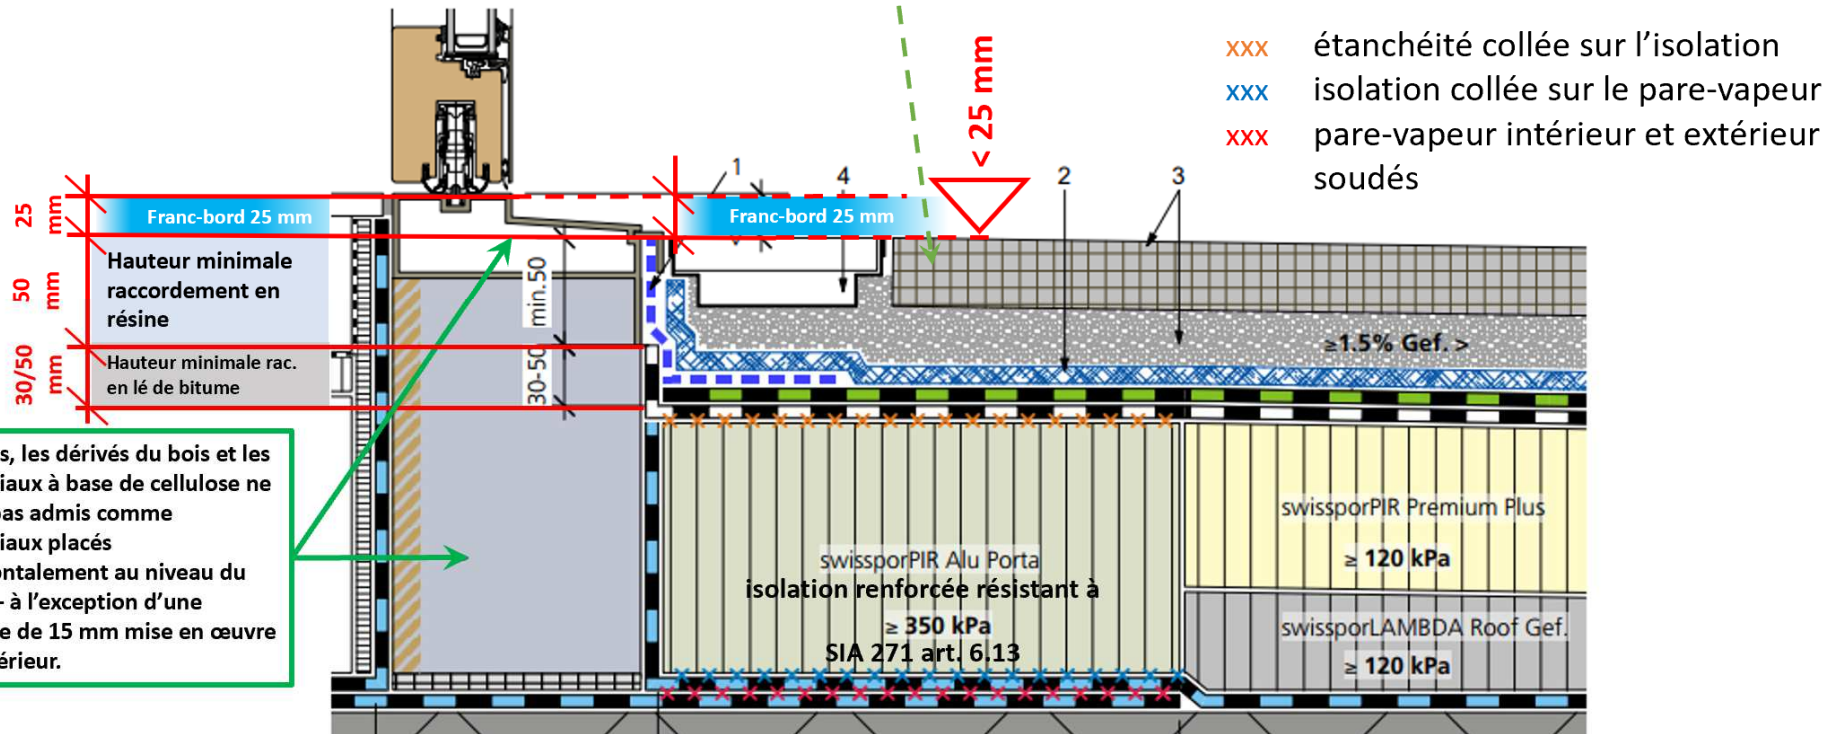 xxx étanchéité collée sur l’isolation
xxx isolation collée sur le pare-vapeur
xxx pare-vapeur intérieur et extérieur
soudés
< 25 mm
1
4
2
3
25
mm
Franc-bord 25 mm
Franc-bord 25 mm
50
mm
Hauteur minimale
raccordement en
résine
min.50
≥1.5% Gef. >
30/50
mm
Hauteur minimale rac.
en lé de bitume
30-50
s, les dérivés du bois et les
iaux à base de cellulose ne
pas admis comme
iaux placés
ontalement au niveau du
- à l’exception d’une
e de 15 mm mise en œuvre
érieur.
swissporPIR Alu Porta
isolation renforcée résistant à
≥ 350 kPa
SIA 271 art. 6.13
swissporPIR Premium Plus
≥ 120 kPa
swissporLAMBDA Roof Gef.
≥ 120 kPa